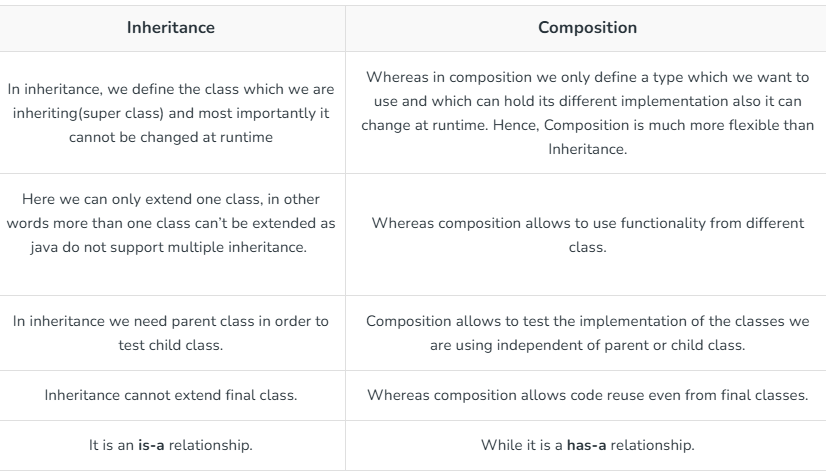 Inheritance
Composition
In inheritance, we define the class which we are
inheriting(super class) and most importantly it
cannot be changed at runtime
Whereas in composition we only define a type which we want to
use and which can hold its different implementation also it can
change at runtime. Hence, Composition is much more flexible than
Inheritance.
Here we can only extend one class, in other
words more than one class can’t be extended as
java do not support multiple inheritance.
Whereas composition allows to use functionality from different
class.
In inheritance we need parent class in order to
test child class.
Composition allows to test the implementation of the classes we
are using independent of parent or child class.
Inheritance cannot extend final class.
Whereas composition allows code reuse even from final classes.
It is an is-a relationship.
While it is a has-a relationship.